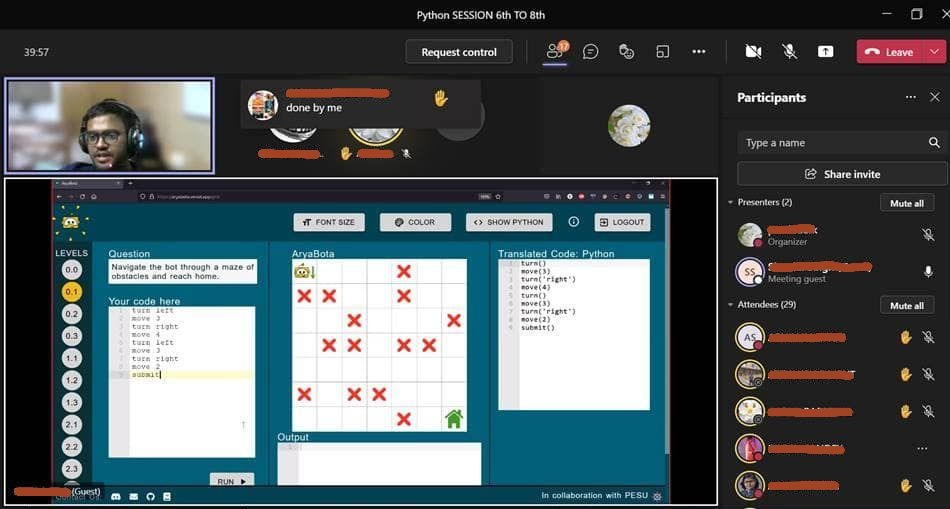 Python SESSION 6th TO 8th
39:57
Request control
17
Leave
done by me
Participants
Type a name
Share invite
Presenters (2)
Mute all
Organizer
SS
Meeting guest
Attendees (29)
Mute all
AS
AryaBota
FONT SIZE
COLOR
SHOW PYTHON
LOGOUT
LEVELS
0.0
0.1
0.2
0.3
1.1
1.2
1.3
2.1
2.2
2.3
Question
Navigate the bot through a maze of
obstacles and reach home.
Your code here
1 turn left
2 move 3
3 turn right
4 move 4
5 turn left
6 move 3
7 turn right
8 move 2
9 submit
RUN
AryaBota
Output
1
Translated Code: Python
1 turn()
2 move(3)
3 turn('right')
4 move(4)
5 turn()
6 move(3)
7 turn('right')
8 move(2)
9 submit()
(Guest)
Contact Us:
In collaboration with PESU